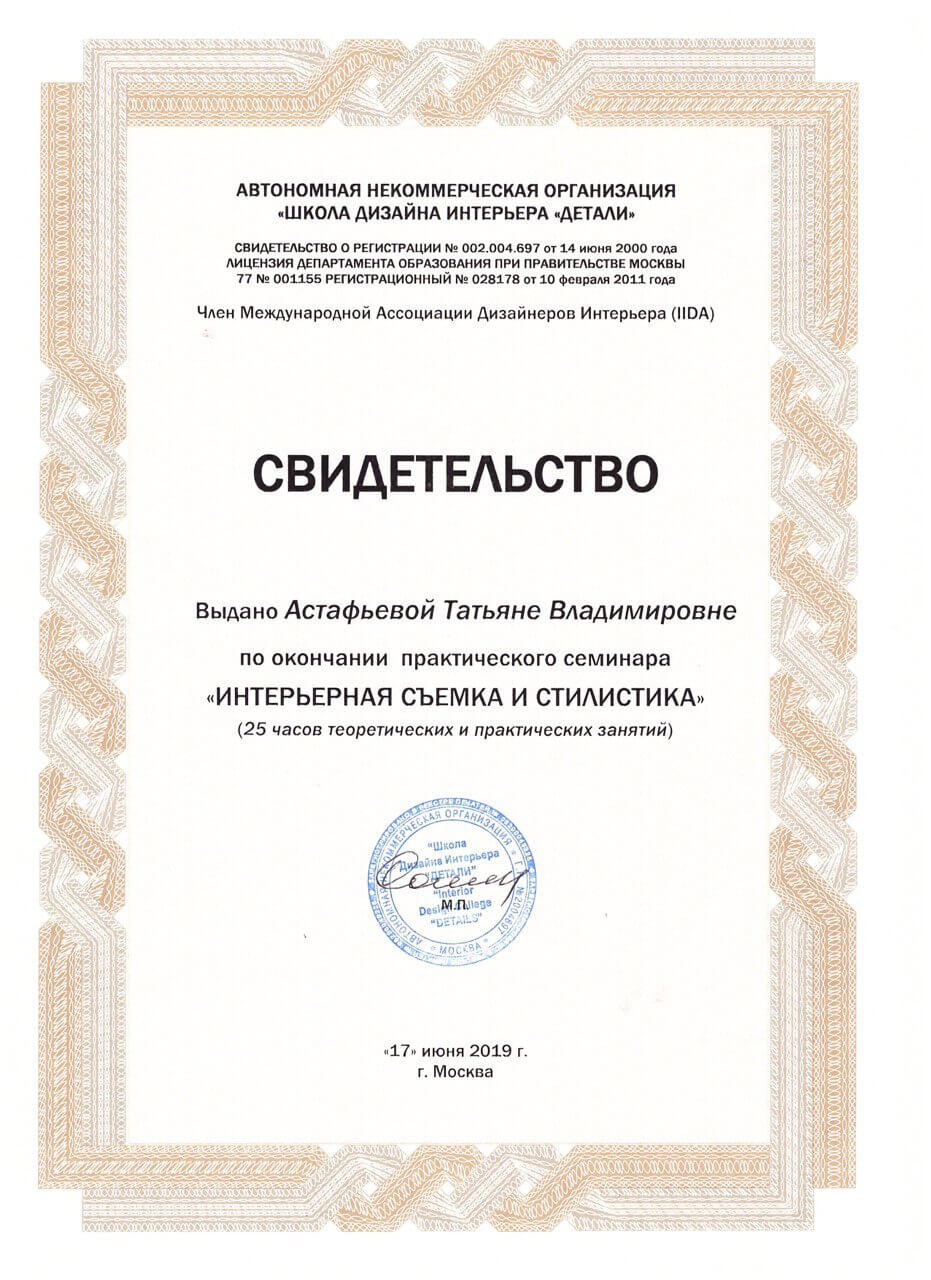 АВТОНОМНАЯ НЕКОММЕРЧЕСКАЯ ОРГАНИЗАЦИЯ
«ШКОЛА ДИЗАЙНА ИНТЕРЬЕРА «ДЕТАЛИ»
СВИДЕТЕЛЬСТВО О РЕГИСТРАЦИИ № 002.004.697 от 14 июня 2000 года
ЛИЦЕНЗИЯ ДЕПАРТАМЕНТА ОБРАЗОВАНИЯ ПРИ ПРАВИТЕЛЬСТВЕ МОСКВЫ
77 № 001155 РЕГИСТРАЦИОННЫЙ № 028178 от 10 февраля 2011 года
Член Международной Ассоциации Дизайнеров Интерьера (IIDA)
СВИДЕТЕЛЬСТВО
Выдано Астафьевой Татьяне Владимировне
по окончании практического семинара
«ИНТЕРЬЕРНАЯ СЪЕМКА И СТИЛИСТИКА»
(25 часов теоретических и практических занятий)
АВТОНОМНАЯ НЕКОММЕРЧЕСКАЯ ОРГАНИЗАЦИЯ
"Школа
Дизайна Интерьера
"ДЕТАЛИ"
"Interior
М.П.
Design College
"DETAILS"
МОСКВА
«17» июня 2019 г.
г. Москва